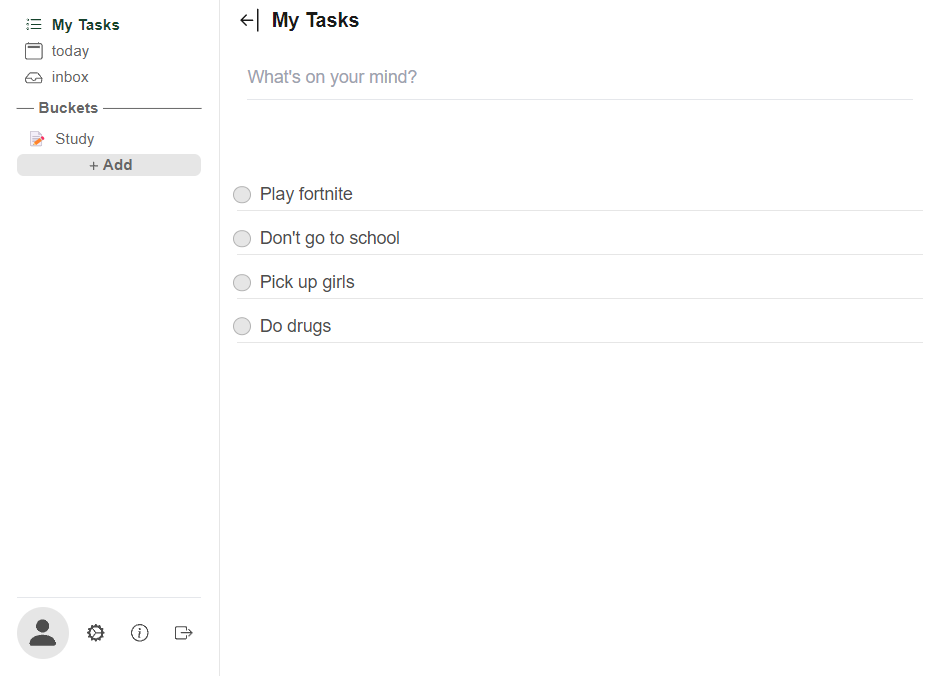 My Tasks
today
inbox
Buckets
Study
+ Add
My Tasks
What's on your mind?
Play fortnite
Don't go to school
Pick up girls
Do drugs